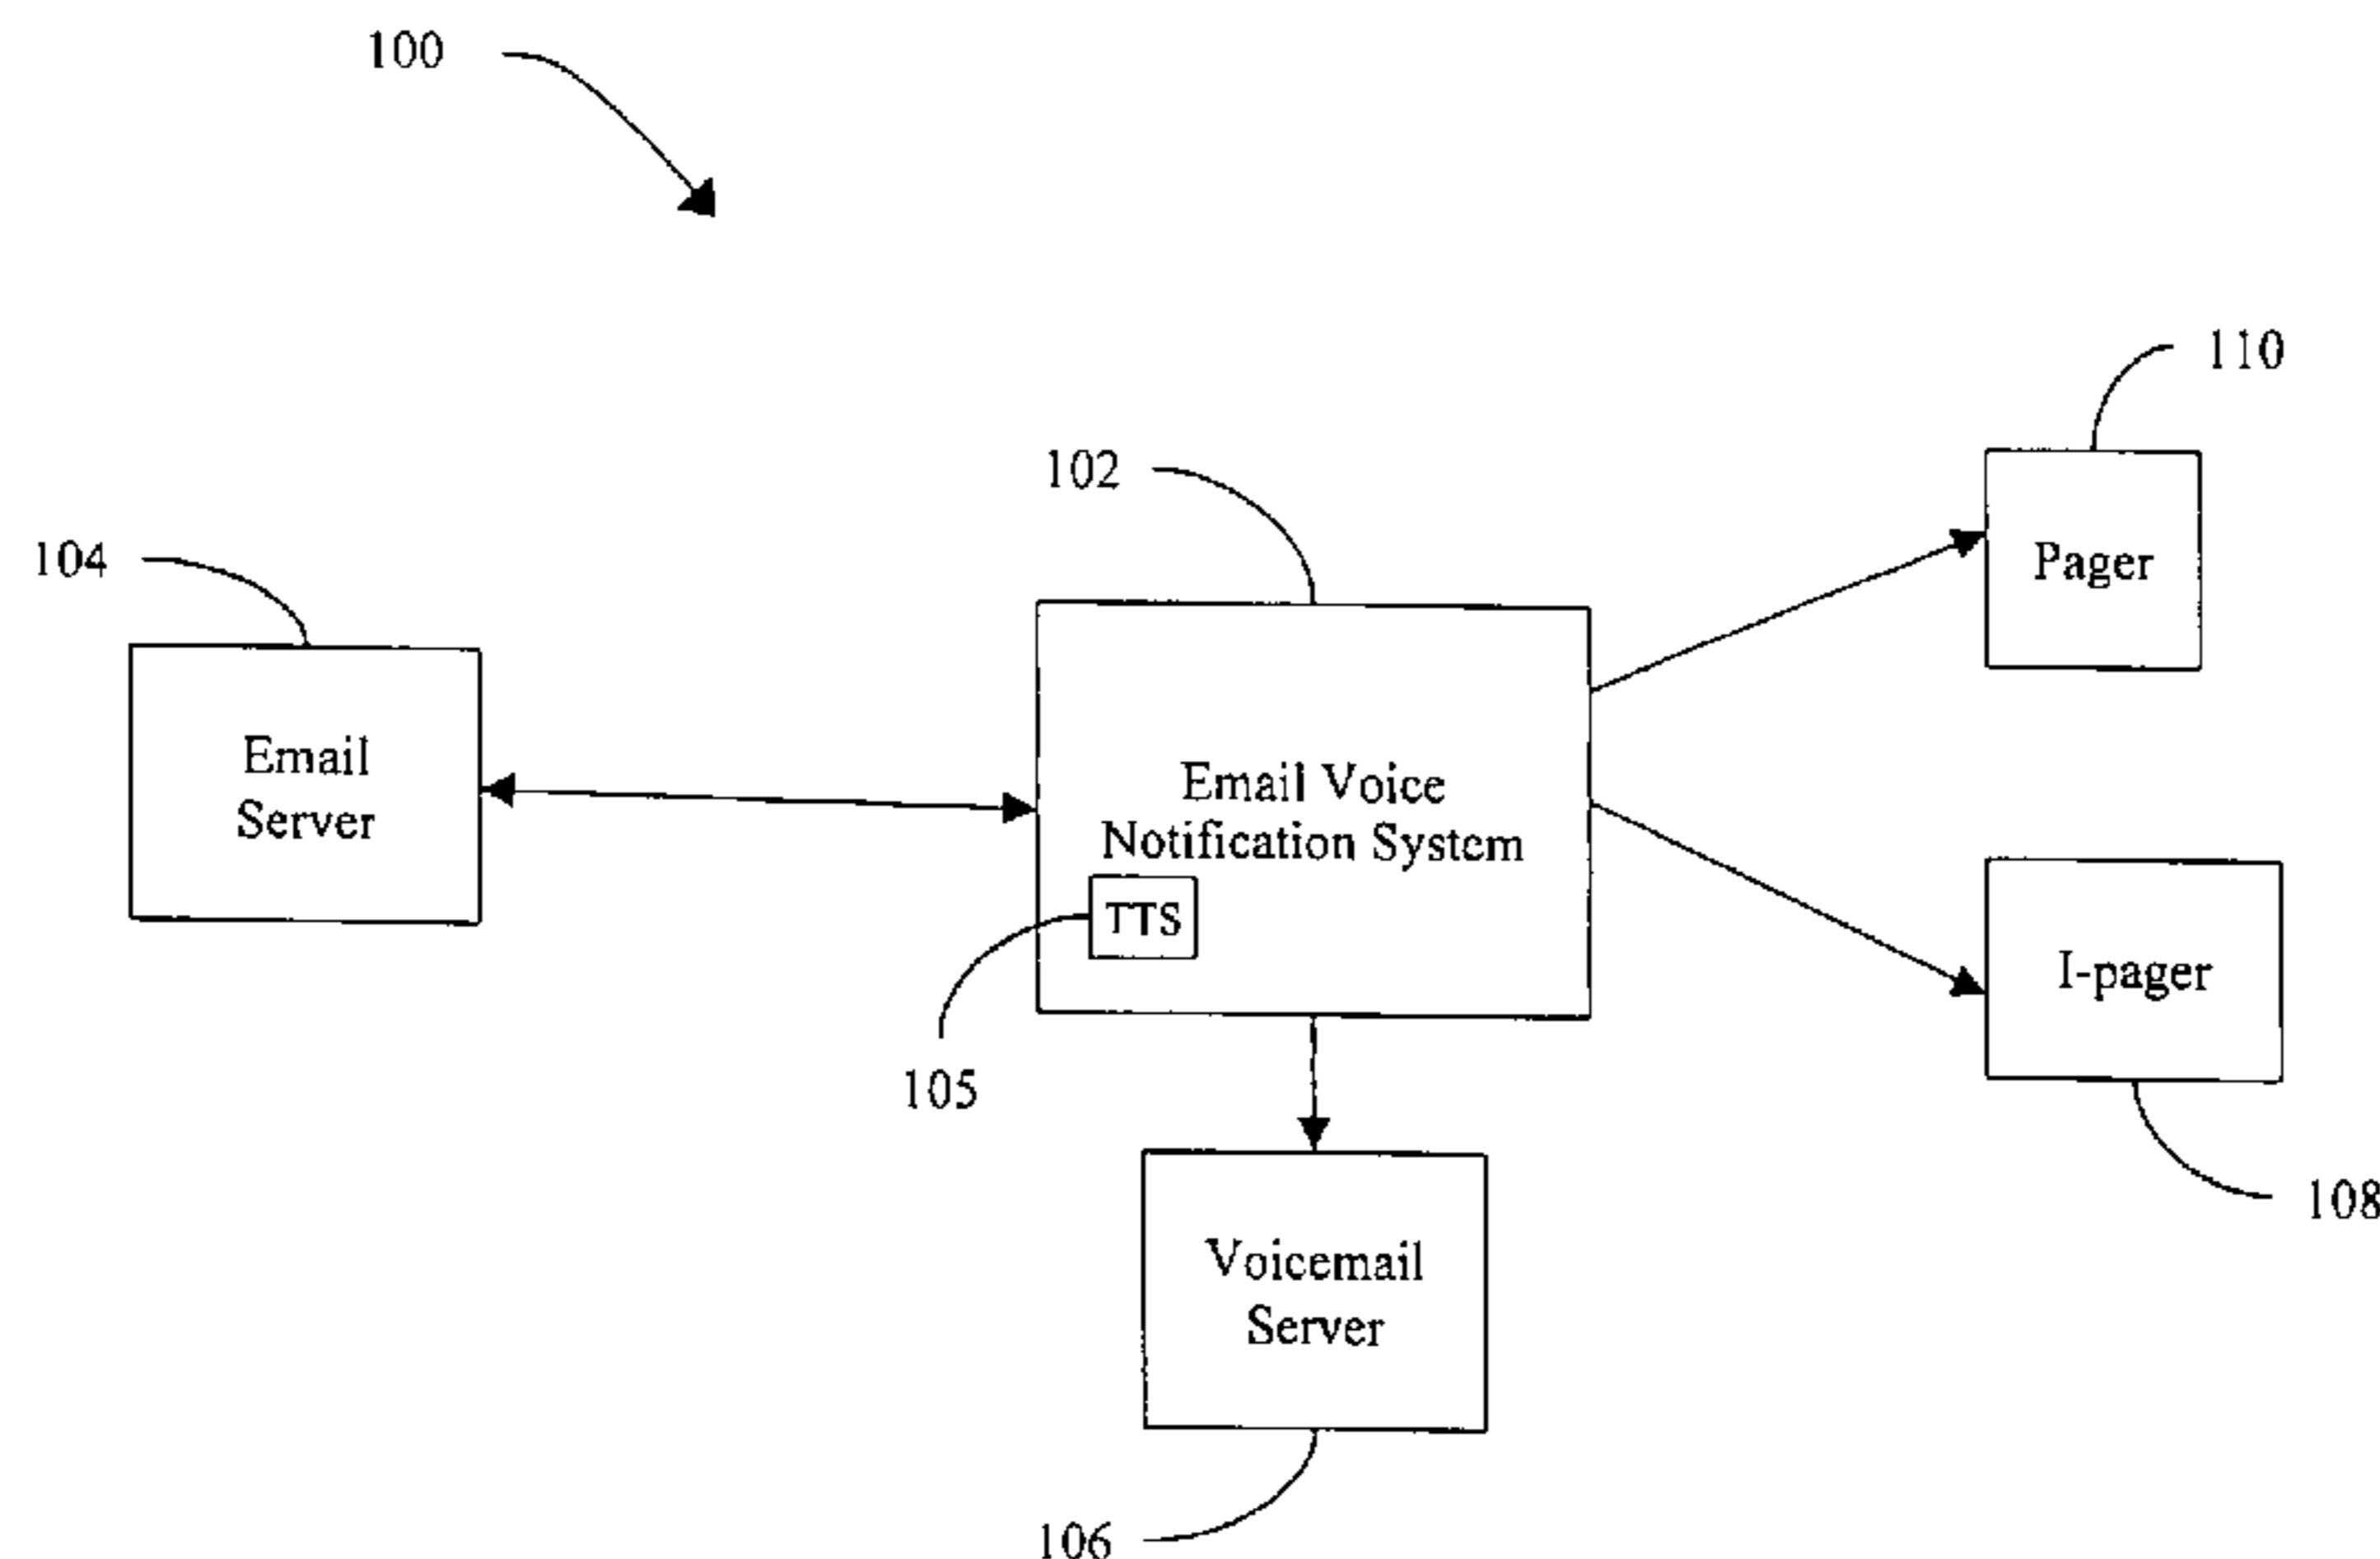 100
110
102
104
Pager
Email
Server
Email Voice
Notification System
TTS
I-pager
105
108
Voicemail
Server
106